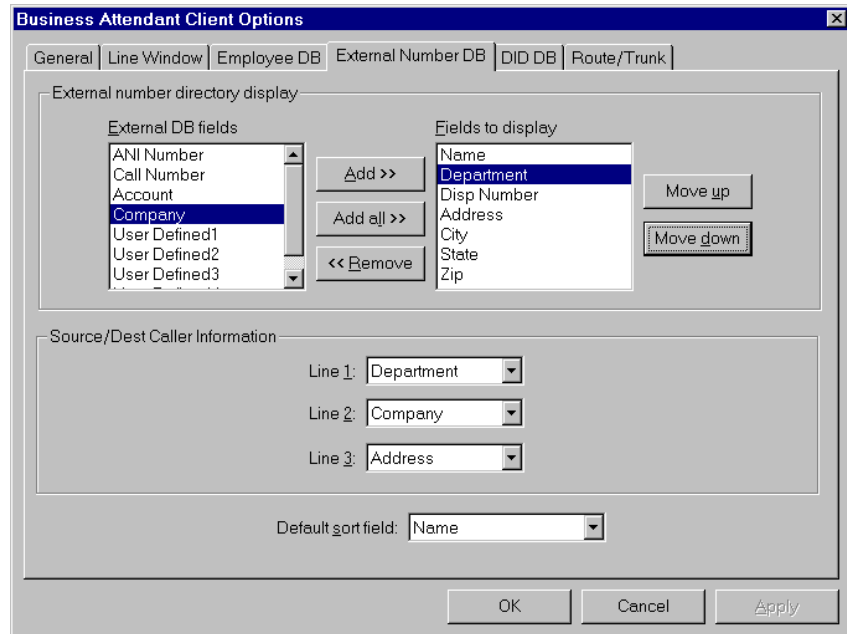 Business Attendant Client Options
General Line Window Employee DB External Number DB DID DB Route/Trunk
External number directory display
External DB fields
ANI Number
Call Number
Account
Company
User Defined1
User Defined2
User Defined3
Add >>
Add all >>
<< Remove
Fields to display
Name
Department
Disp Number
Address
City
State
Zip
Move up
Move down
Source/Dest Caller Information
Line 1: Department
Line 2: Company
Line 3: Address
Default sort field: Name
OK Cancel Apply